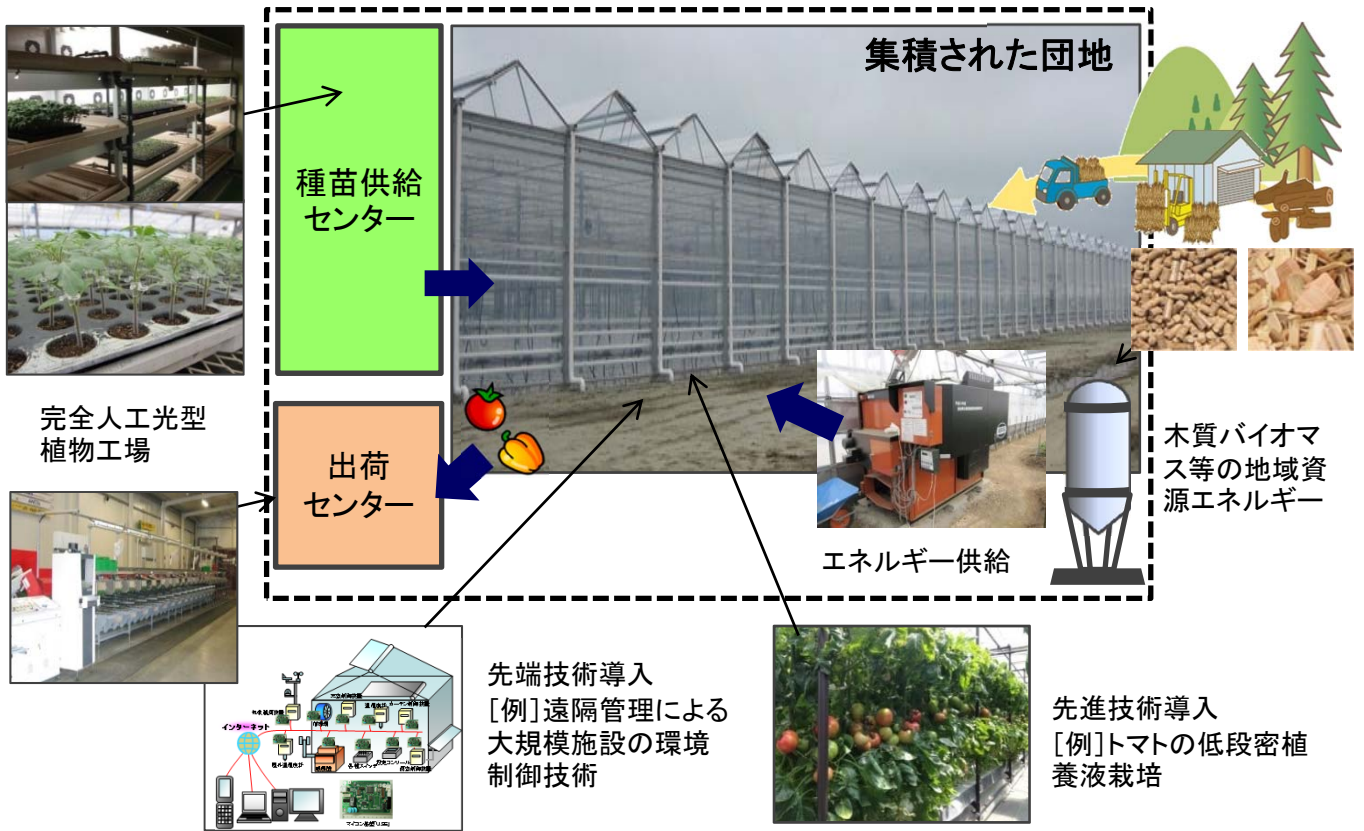 集積された団地
種苗供給
センター
完全人工光型
植物工場
出荷
センター
エネルギー供給
木質バイオマ
ス等の地域資
源エネルギー
先端技術導入
[例]遠隔管理による
大規模施設の環境
制御技術
インターネット
先進技術導入
[例]トマトの低段密植
養液栽培